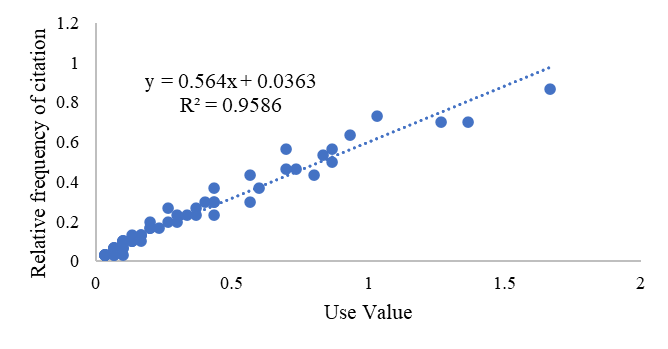 1.2
1
0.8
0.6
0.4
0.2
0
Relative frequency of citation
y = 0.564x + 0.0363
R² = 0.9586
0 0.5 1 1.5 2
Use Value